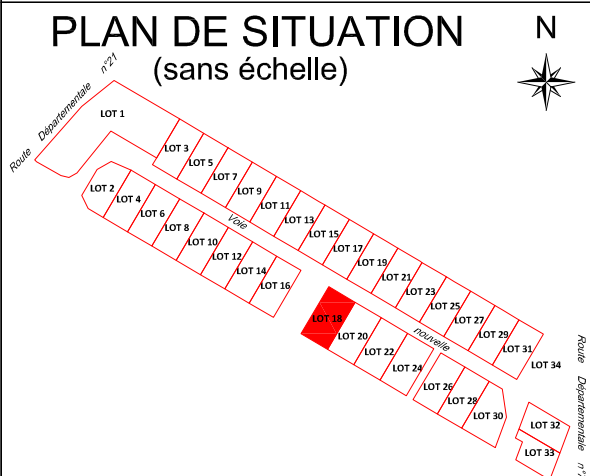 PLAN DE SITUATION
(sans échelle)
N
Route Départementale n°21
LOT 1
LOT 3
LOT 5
LOT 7
LOT 9
LOT 11
LOT 13
LOT 15
LOT 17
LOT 19
LOT 21
LOT 23
LOT 25
LOT 27
LOT 29
LOT 31
LOT 34
Voie nouvelle
LOT 2
LOT 4
LOT 6
LOT 8
LOT 10
LOT 12
LOT 14
LOT 16
LOT 18
LOT 20
LOT 22
LOT 24
LOT 26
LOT 28
LOT 30
LOT 32
LOT 33
Route Départementale